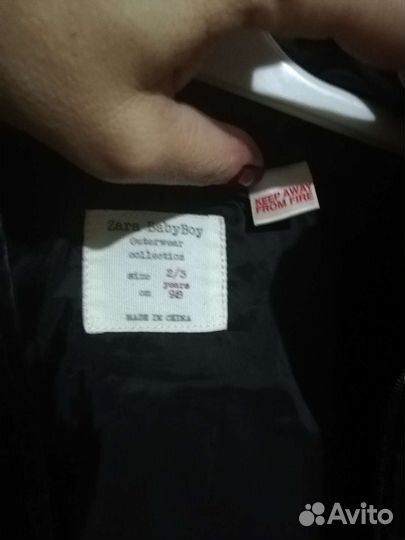 KEEP AWAY
FROM FIRE
Zara BabyBoy
Outerwear
collection
size 2/3
years
cm 98
MADE IN CHINA
Avito